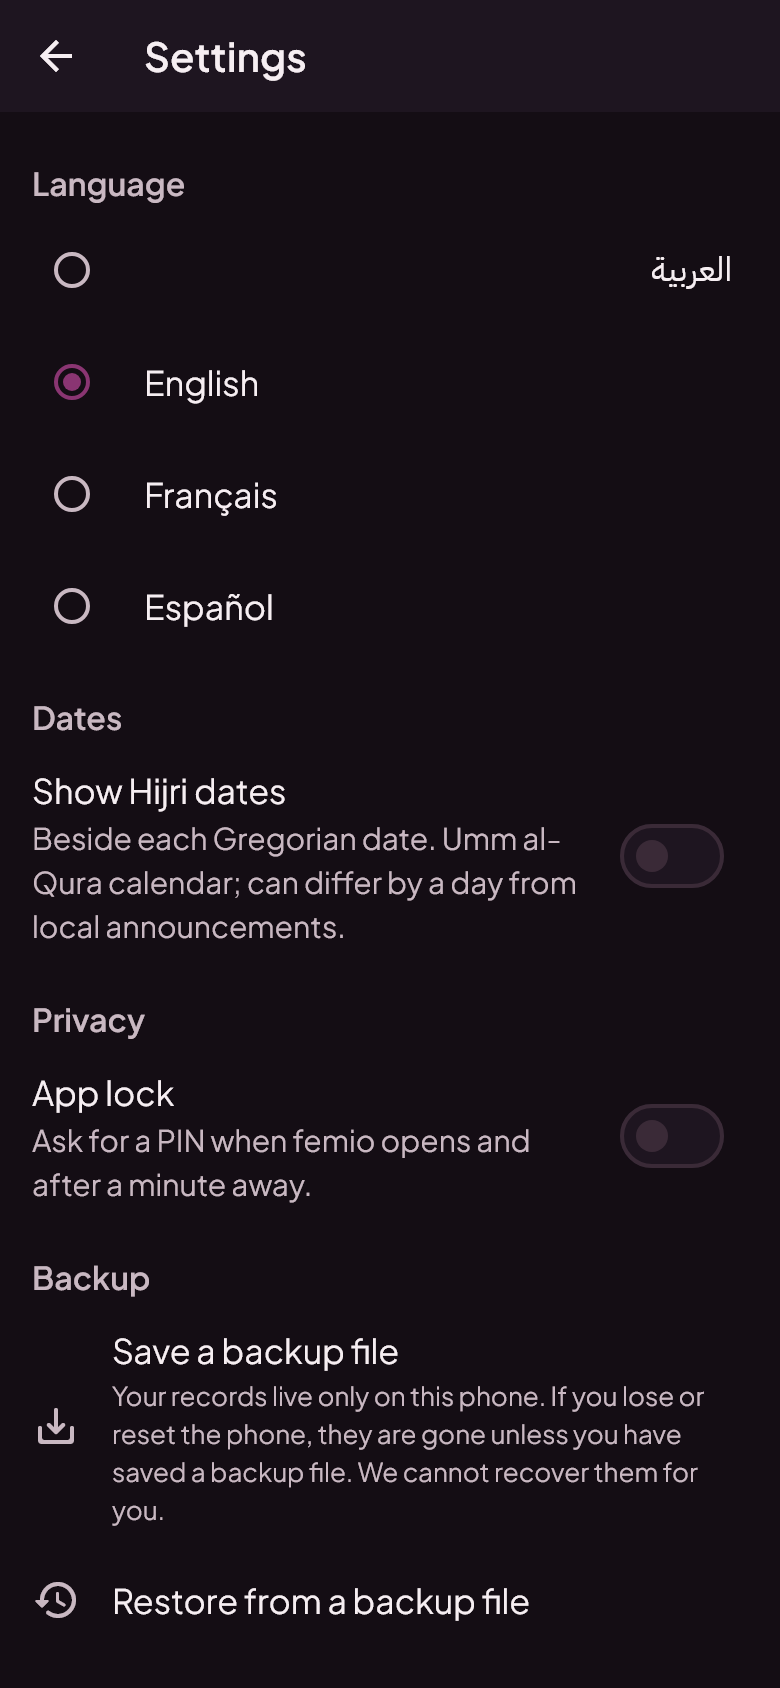 Settings
Language
العربية
English
Français
Español
Dates
Show Hijri dates
Beside each Gregorian date. Umm al-
Qura calendar; can differ by a day from
local announcements.
Privacy
App lock
Ask for a PIN when femio opens and
after a minute away.
Backup
Save a backup file
Your records live only on this phone. If you lose or
reset the phone, they are gone unless you have
saved a backup file. We cannot recover them for
you.
Restore from a backup file